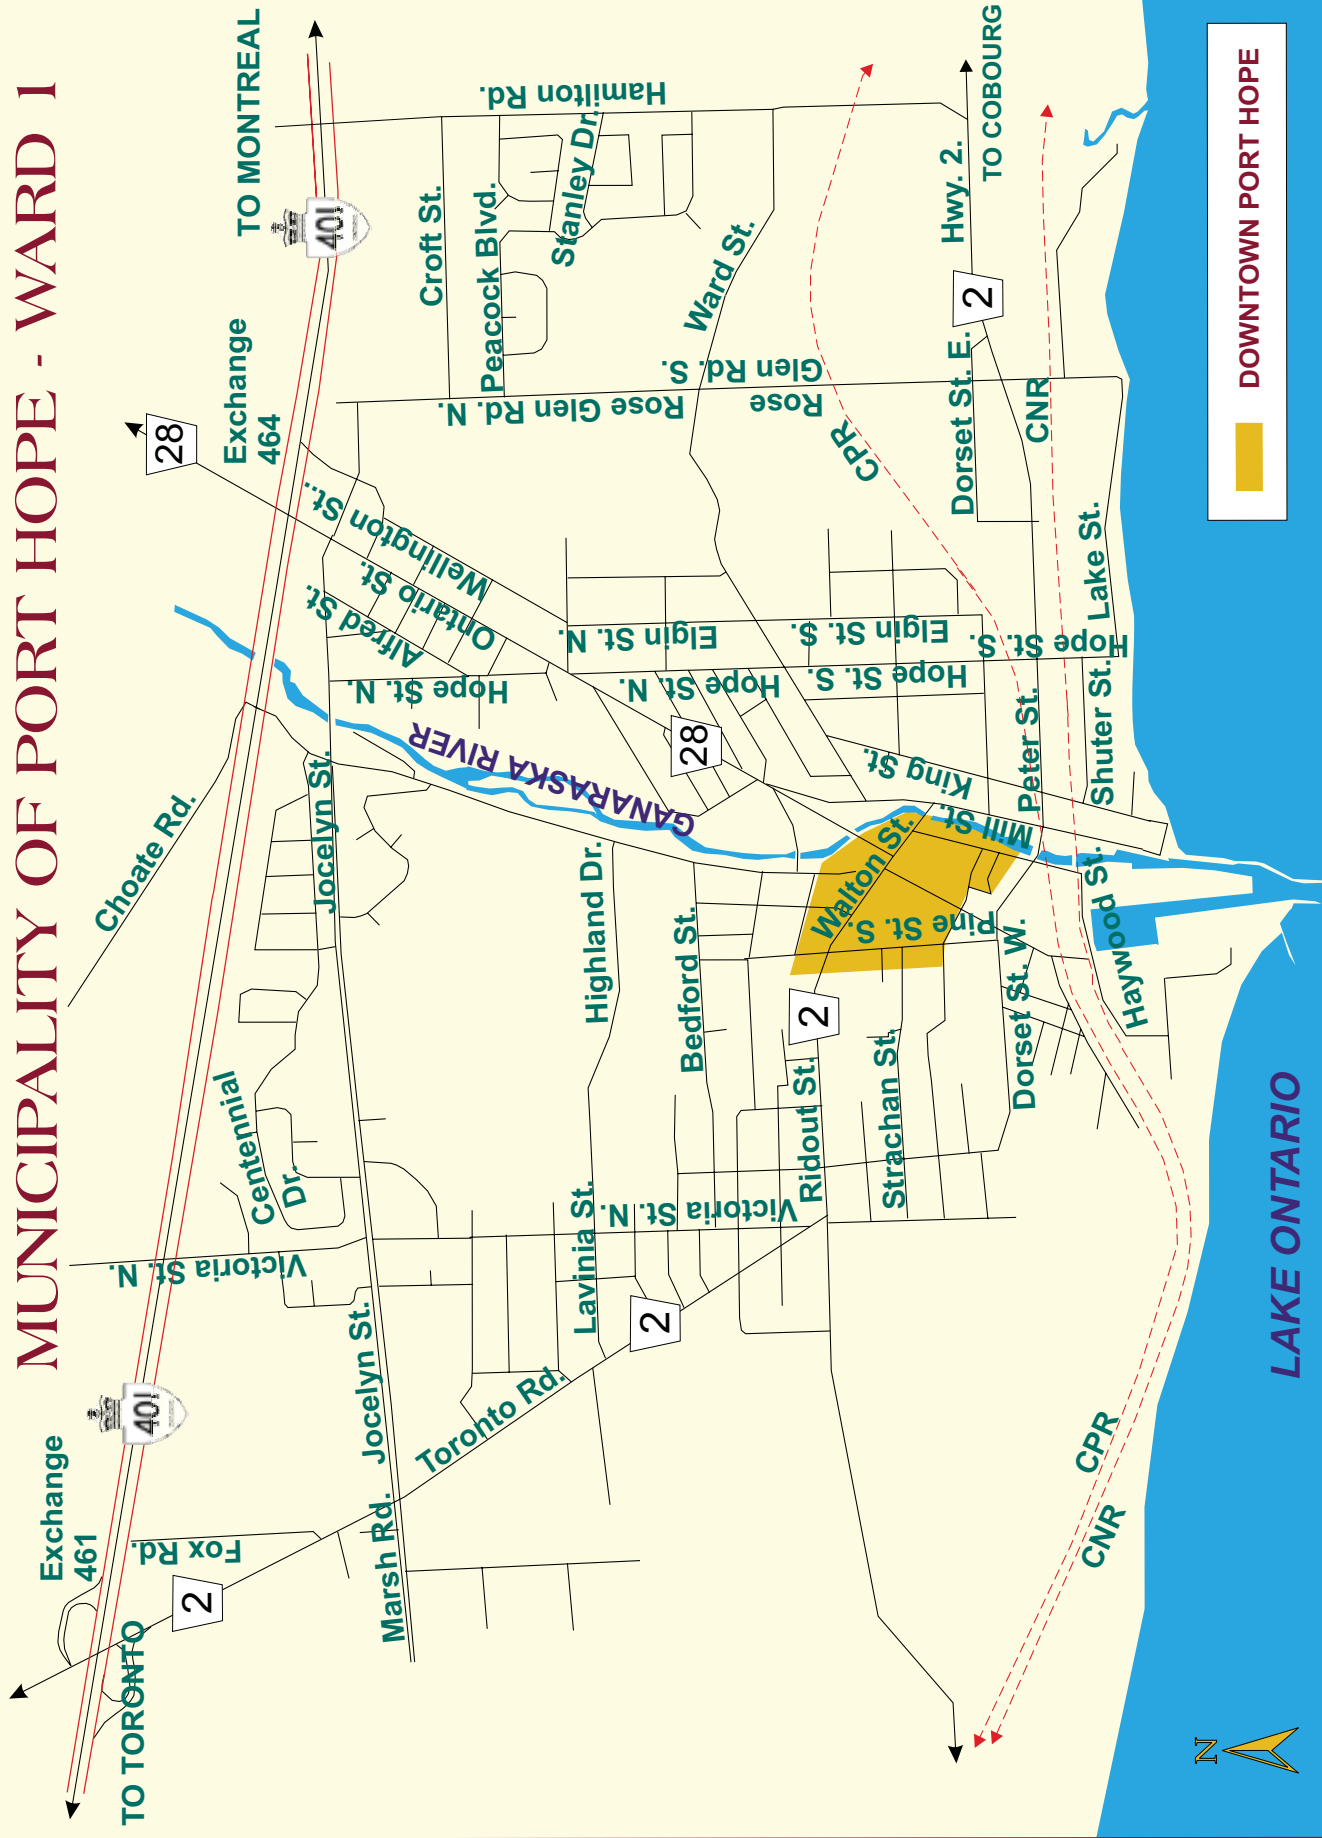 MUNICIPALITY OF PORT HOPE - WARD 1
TO MONTREAL
401
Exchange
464
28
Choate Rd.
Exchange
461
401
TO TORONTO
2
Fox Rd.
Victoria St. N.
Centennial
Dr.
Jocelyn St.
Jocelyn St.
Marsh Rd.
Toronto Rd.
2
Lavinia St.
Victoria St. N.
Highland Dr.
Bedford St.
Ridout St.
2
Strachan St.
Dorset St. W.
Walton St.
Pine St. S.
Haywood St.
Mill St.
King St.
Peter St.
Shuter St.
Lake St.
GANARASKA RIVER
28
Hope St. N.
Hope St. N.
Hope St. S.
Hope St. S.
Alfred St
Ontario St.
Wellington St..
Elgin St. N.
Elgin St. S.
Rose Glen Rd. N.
Rose
Glen Rd. S.
Croft St.
Peacock Blvd.
Stanley Dr.
Hamilton Rd.
Ward St.
CPR
Dorset St. E.
2
Hwy. 2.
TO COBOURG
CNR
CPR
CNR
LAKE ONTARIO
N
DOWNTOWN PORT HOPE